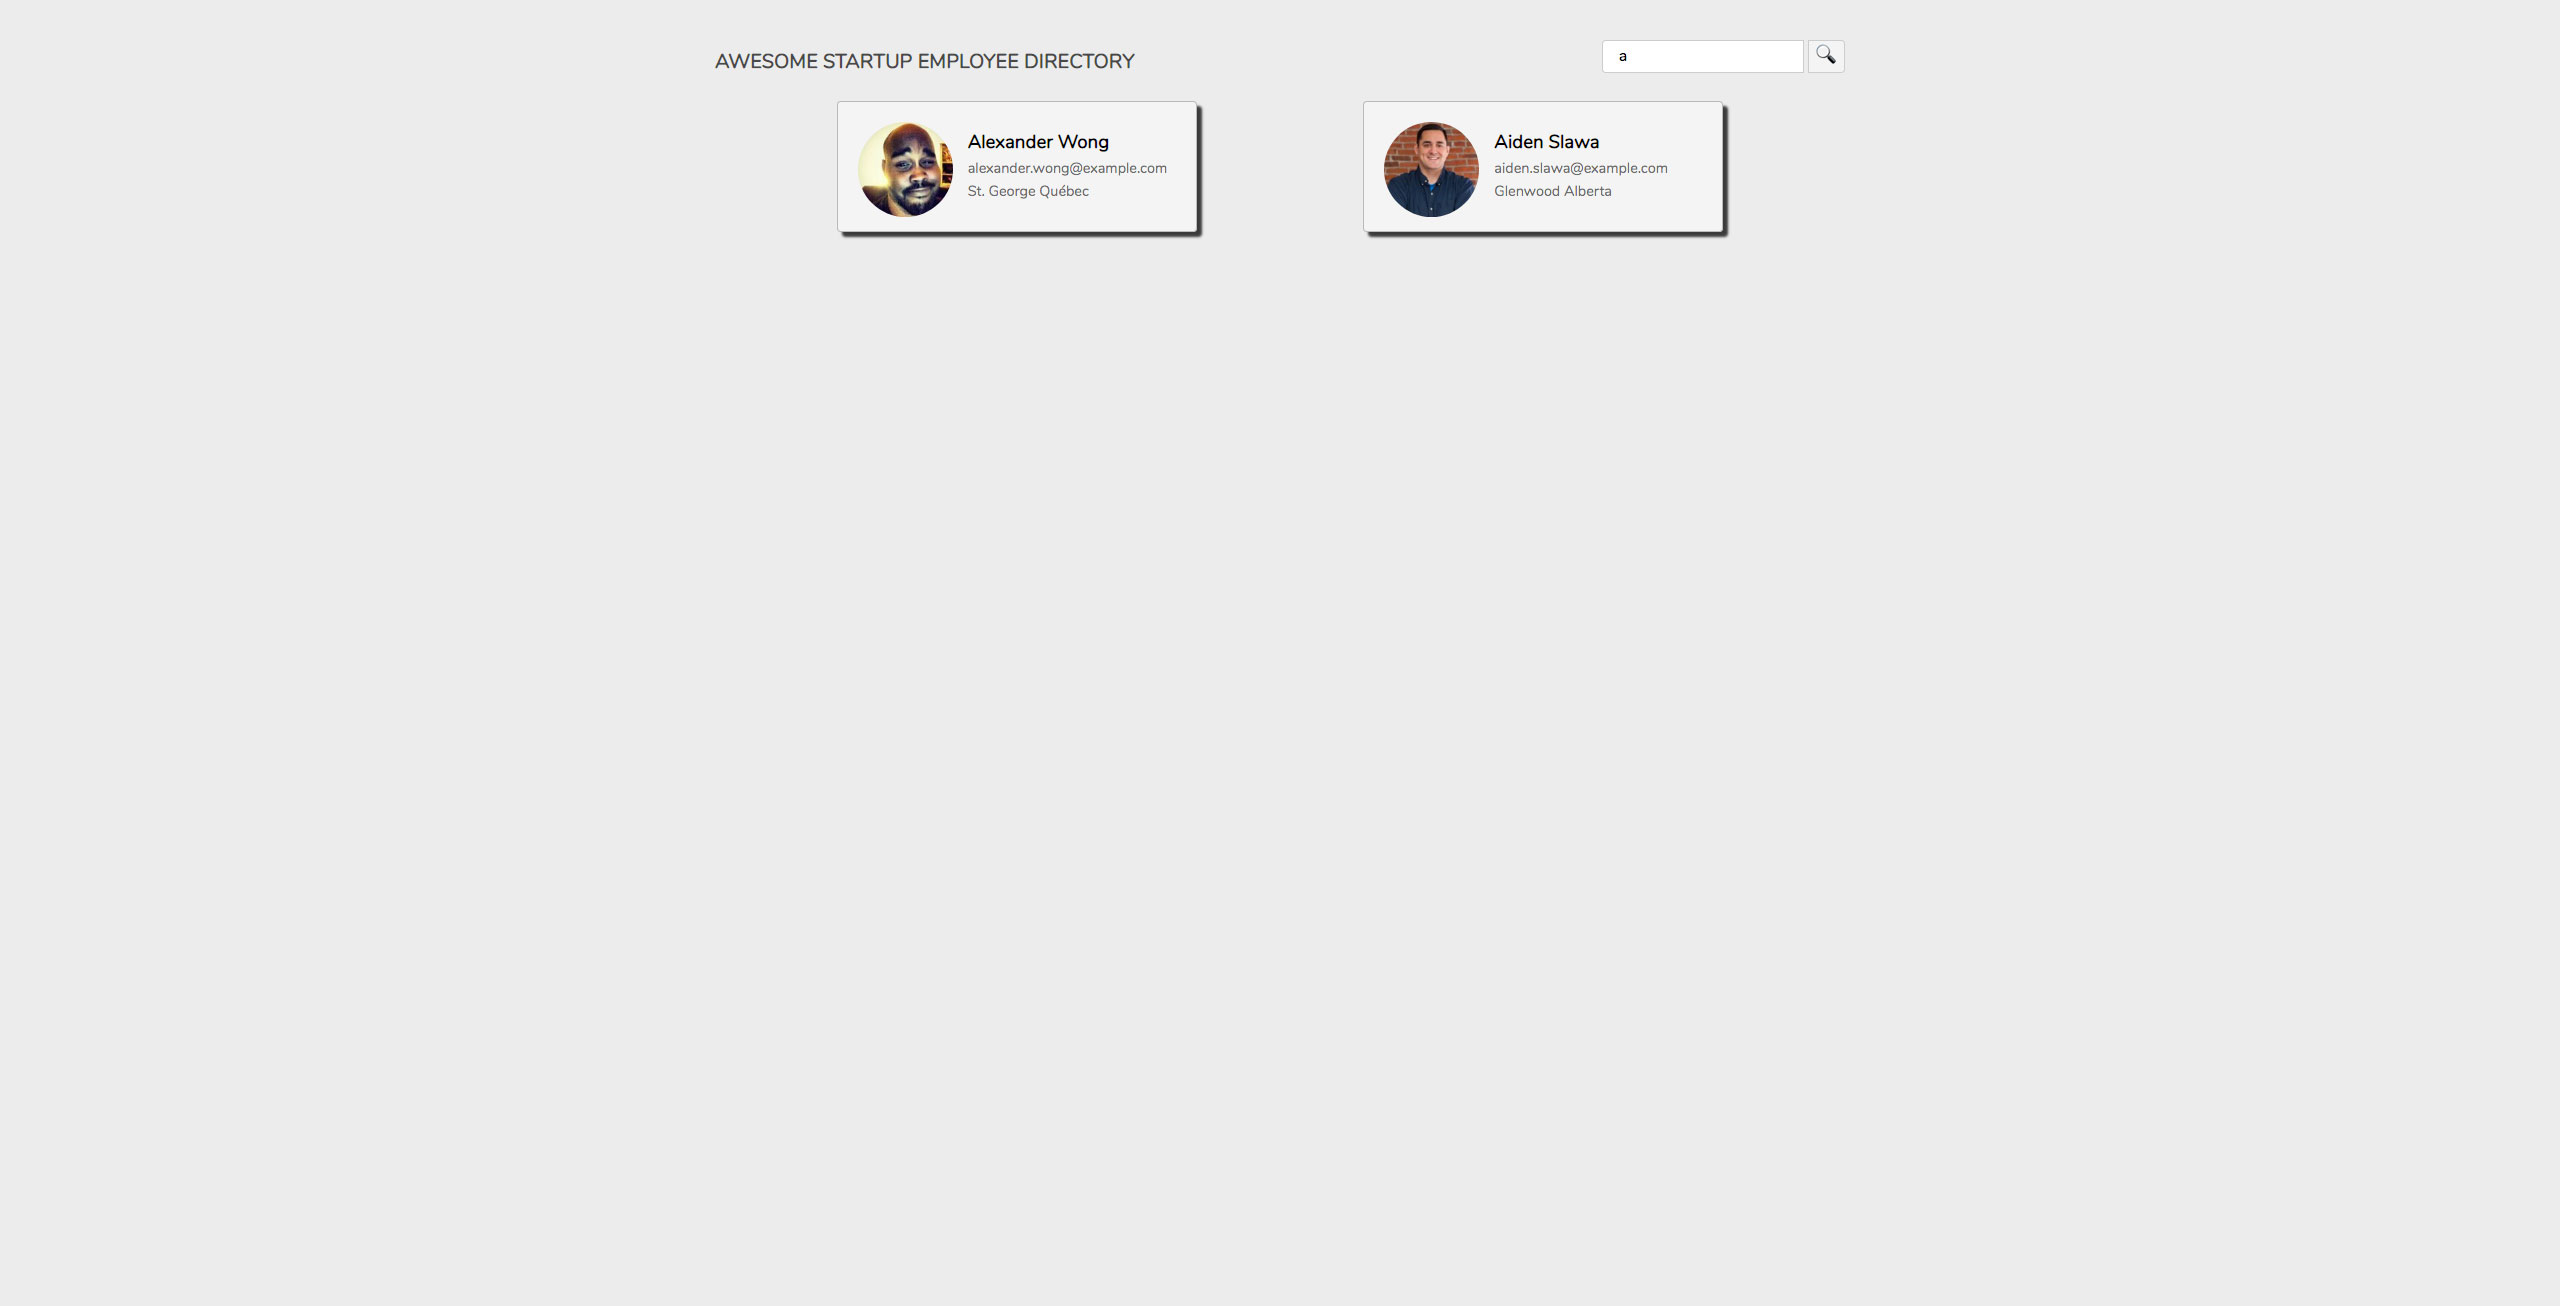 AWESOME STARTUP EMPLOYEE DIRECTORY
a
Alexander Wong
alexander.wong@example.com
St. George Québec
Aiden Slawa
aiden.slawa@example.com
Glenwood Alberta